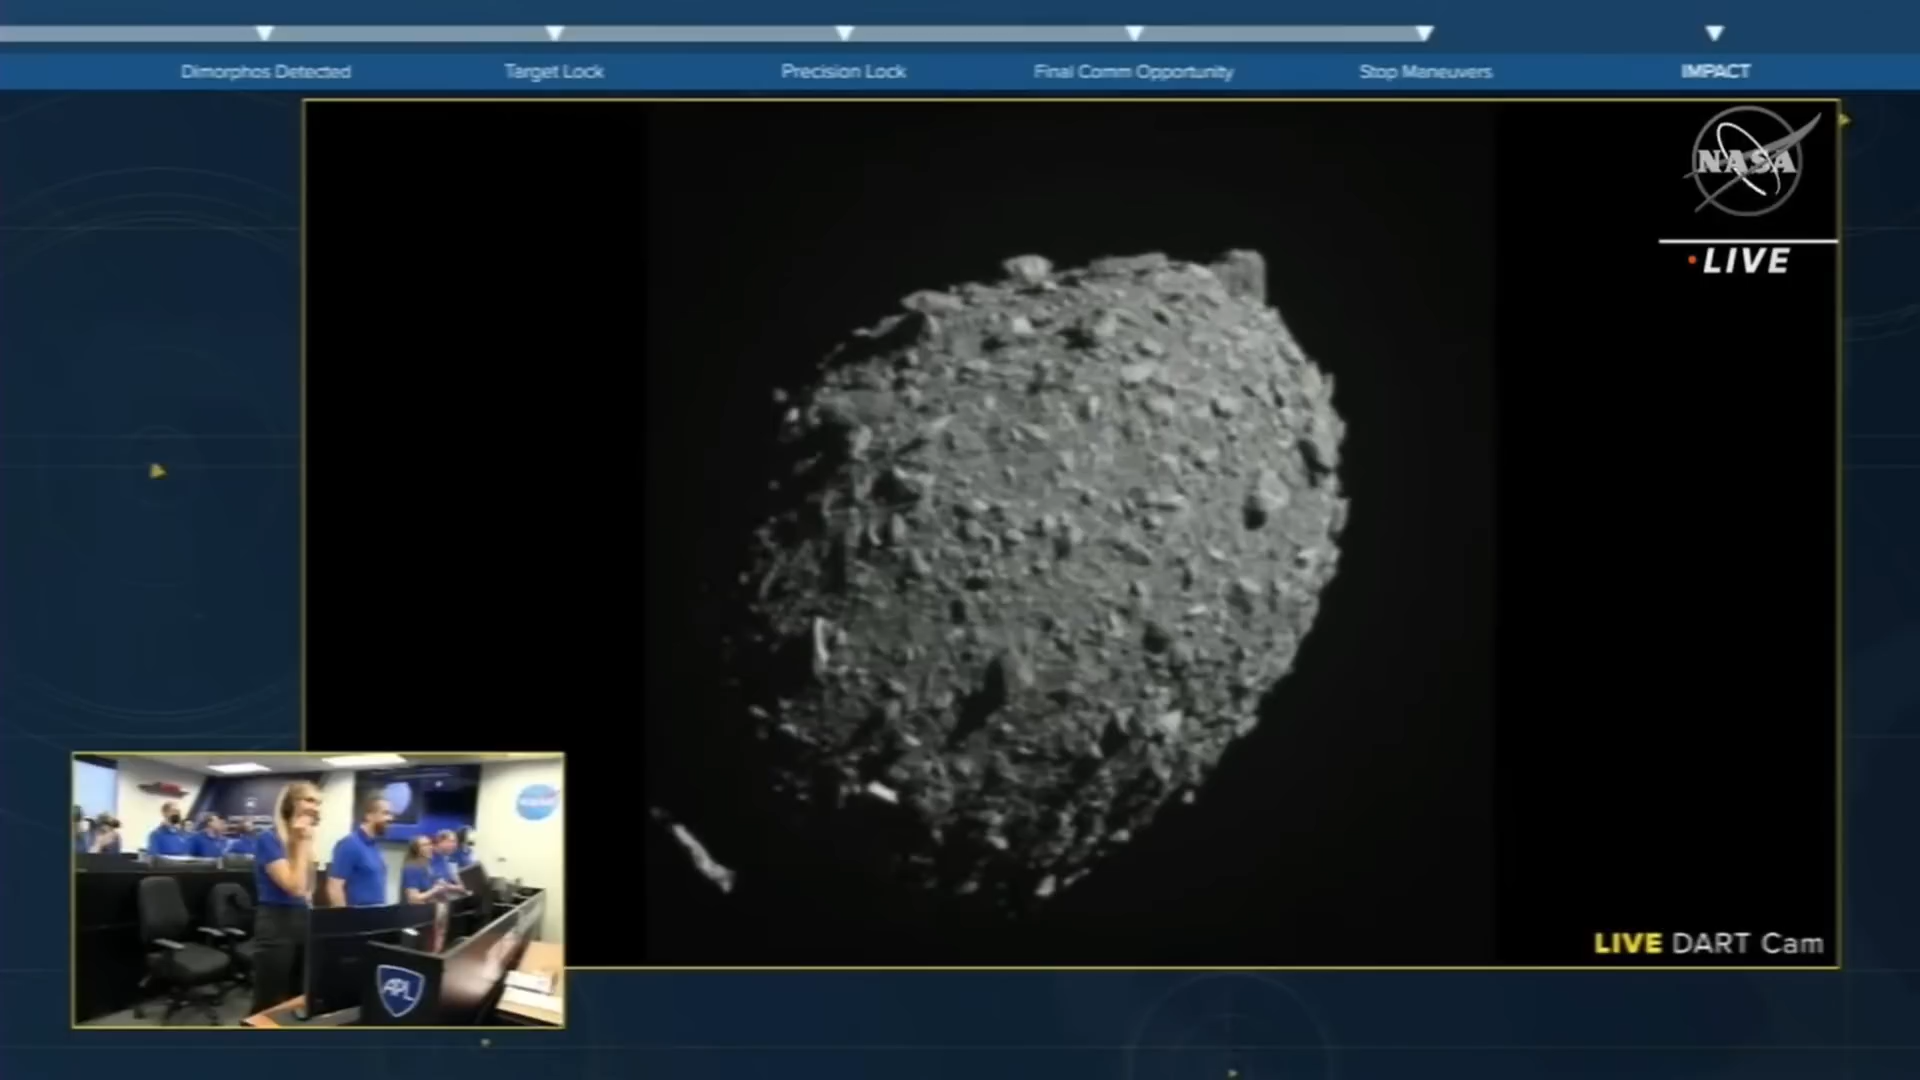 Dimorphos Detected
Target Lock
Precision Lock
Final Comm Opportunity
Stop Maneuvers
IMPACT
NASA
LIVE
LIVE DART Cam
APL